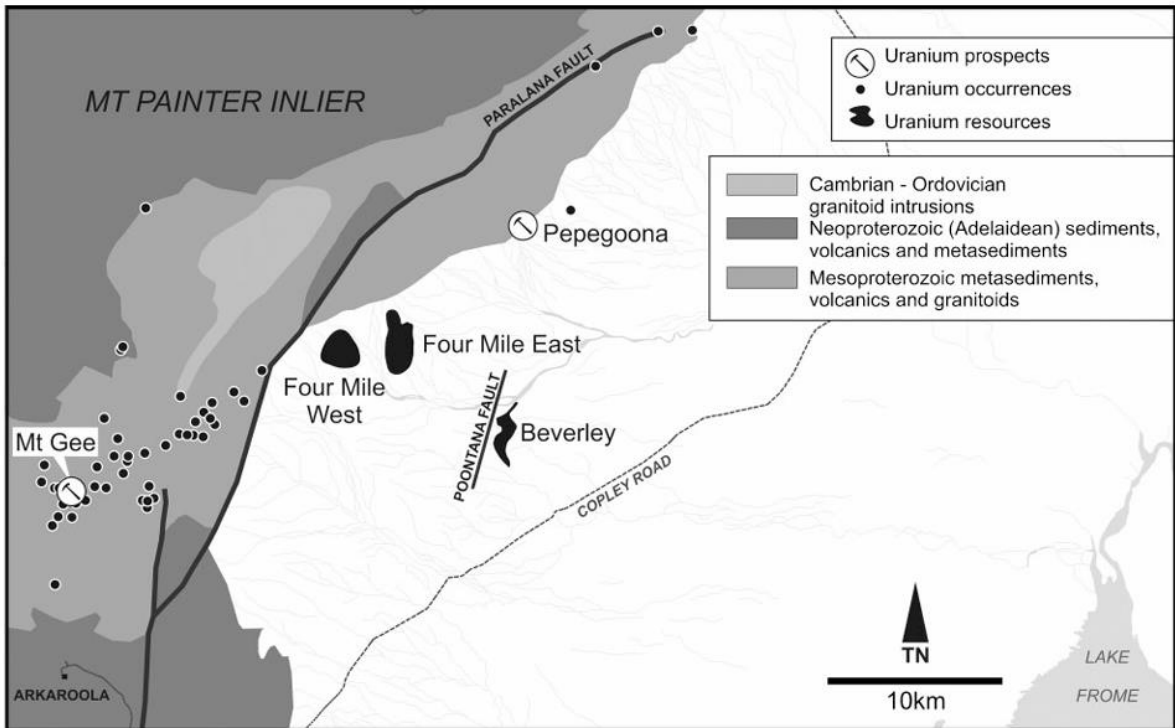 MT PAINTER INLIER
PARALANA FAULT
Uranium prospects
Uranium occurrences
Uranium resources
Cambrian - Ordovician
granitoid intrusions
Neoproterozoic (Adelaidean) sediments,
volcanics and metasediments
Mesoproterozoic metasediments,
volcanics and granitoids
Pepegoona
Four Mile East
Four Mile
West
POONTANA FAULT
Beverley
Mt Gee
COPLEY ROAD
TN
10km
ARKAROOLA
LAKE
FROME